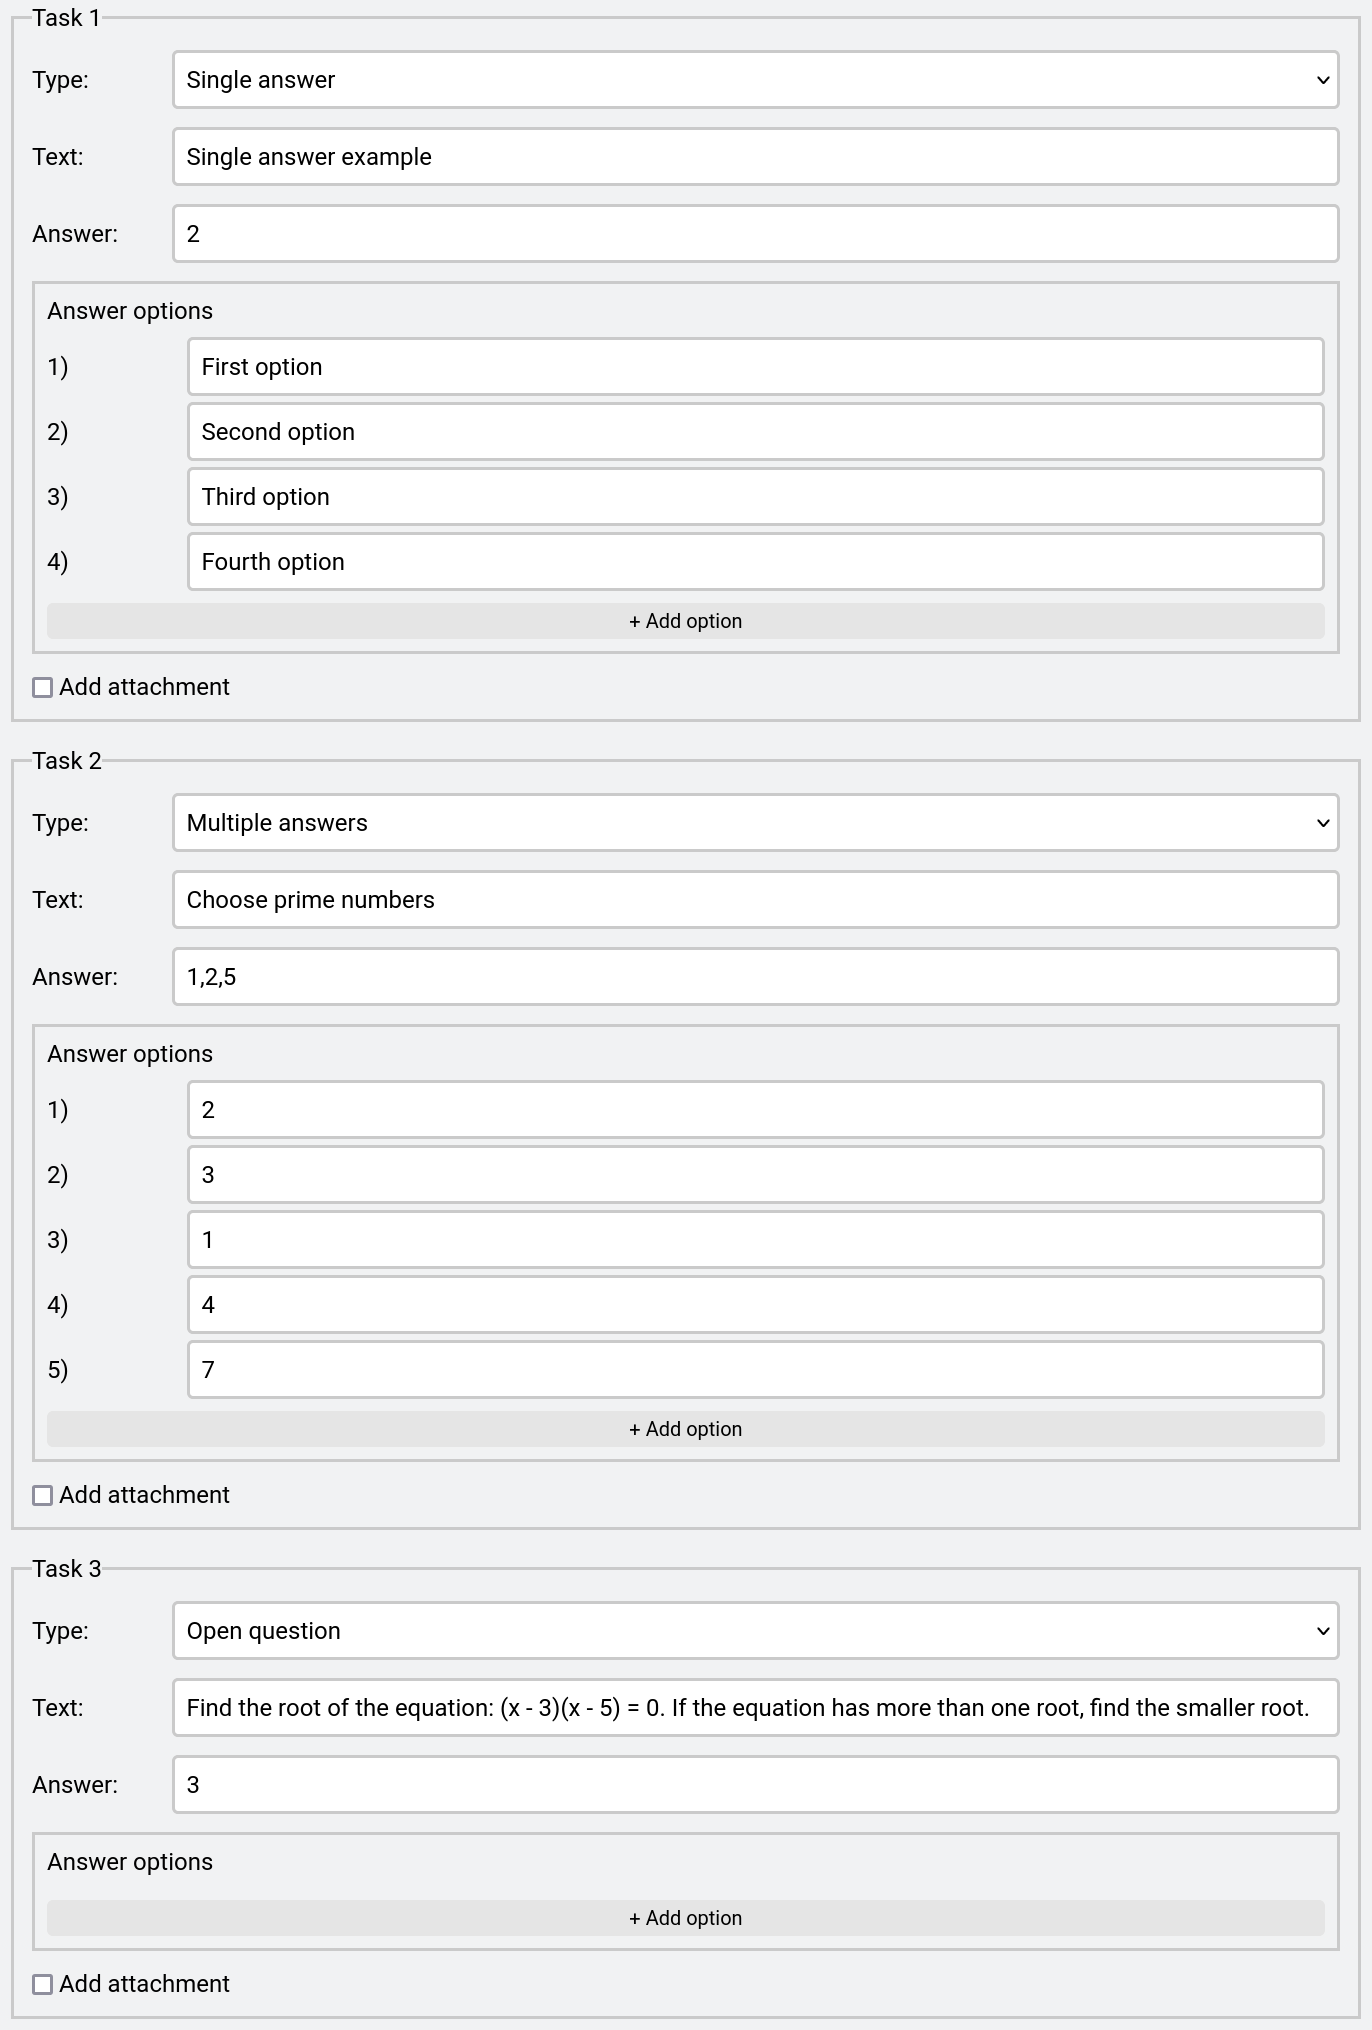 Task 1
Type: Single answer
Text: Single answer example
Answer: 2
Answer options
1) First option
2) Second option
3) Third option
4) Fourth option
+ Add option
Add attachment
Task 2
Type: Multiple answers
Text: Choose prime numbers
Answer: 1,2,5
Answer options
1) 2
2) 3
3) 1
4) 4
5) 7
+ Add option
Add attachment
Task 3
Type: Open question
Text: Find the root of the equation: (x - 3)(x - 5) = 0. If the equation has more than one root, find the smaller root.
Answer: 3
Answer options
+ Add option
Add attachment